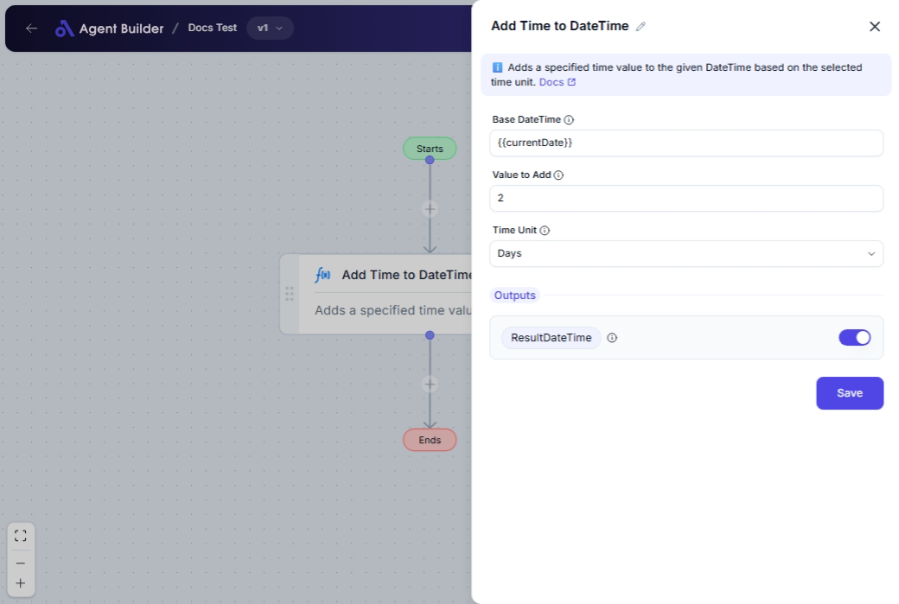 Agent Builder / Docs Test v1
Starts
Add Time to DateTime
Adds a specified time valu
Ends
Add Time to DateTime
Adds a specified time value to the given DateTime based on the selected
time unit. Docs
Base DateTime
{{currentDate}}
Value to Add
2
Time Unit
Days
Outputs
ResultDateTime
Save